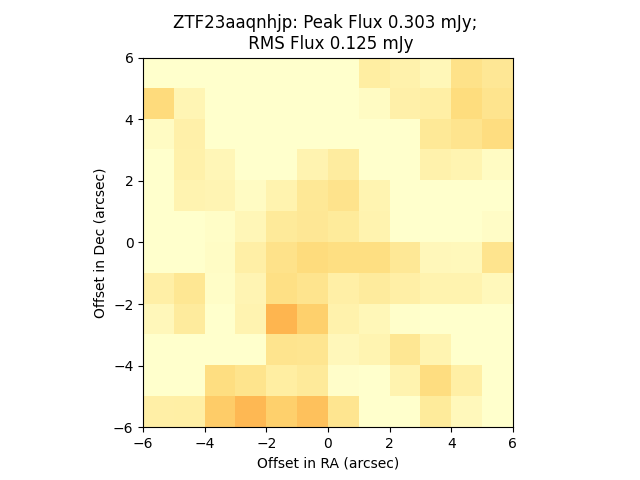 ZTF23aaqnhjp: Peak Flux 0.303 mJy;
RMS Flux 0.125 mJy
6
4
2
0
−2
−4
−6
Offset in Dec (arcsec)
−6 −4 −2 0 2 4 6
Offset in RA (arcsec)